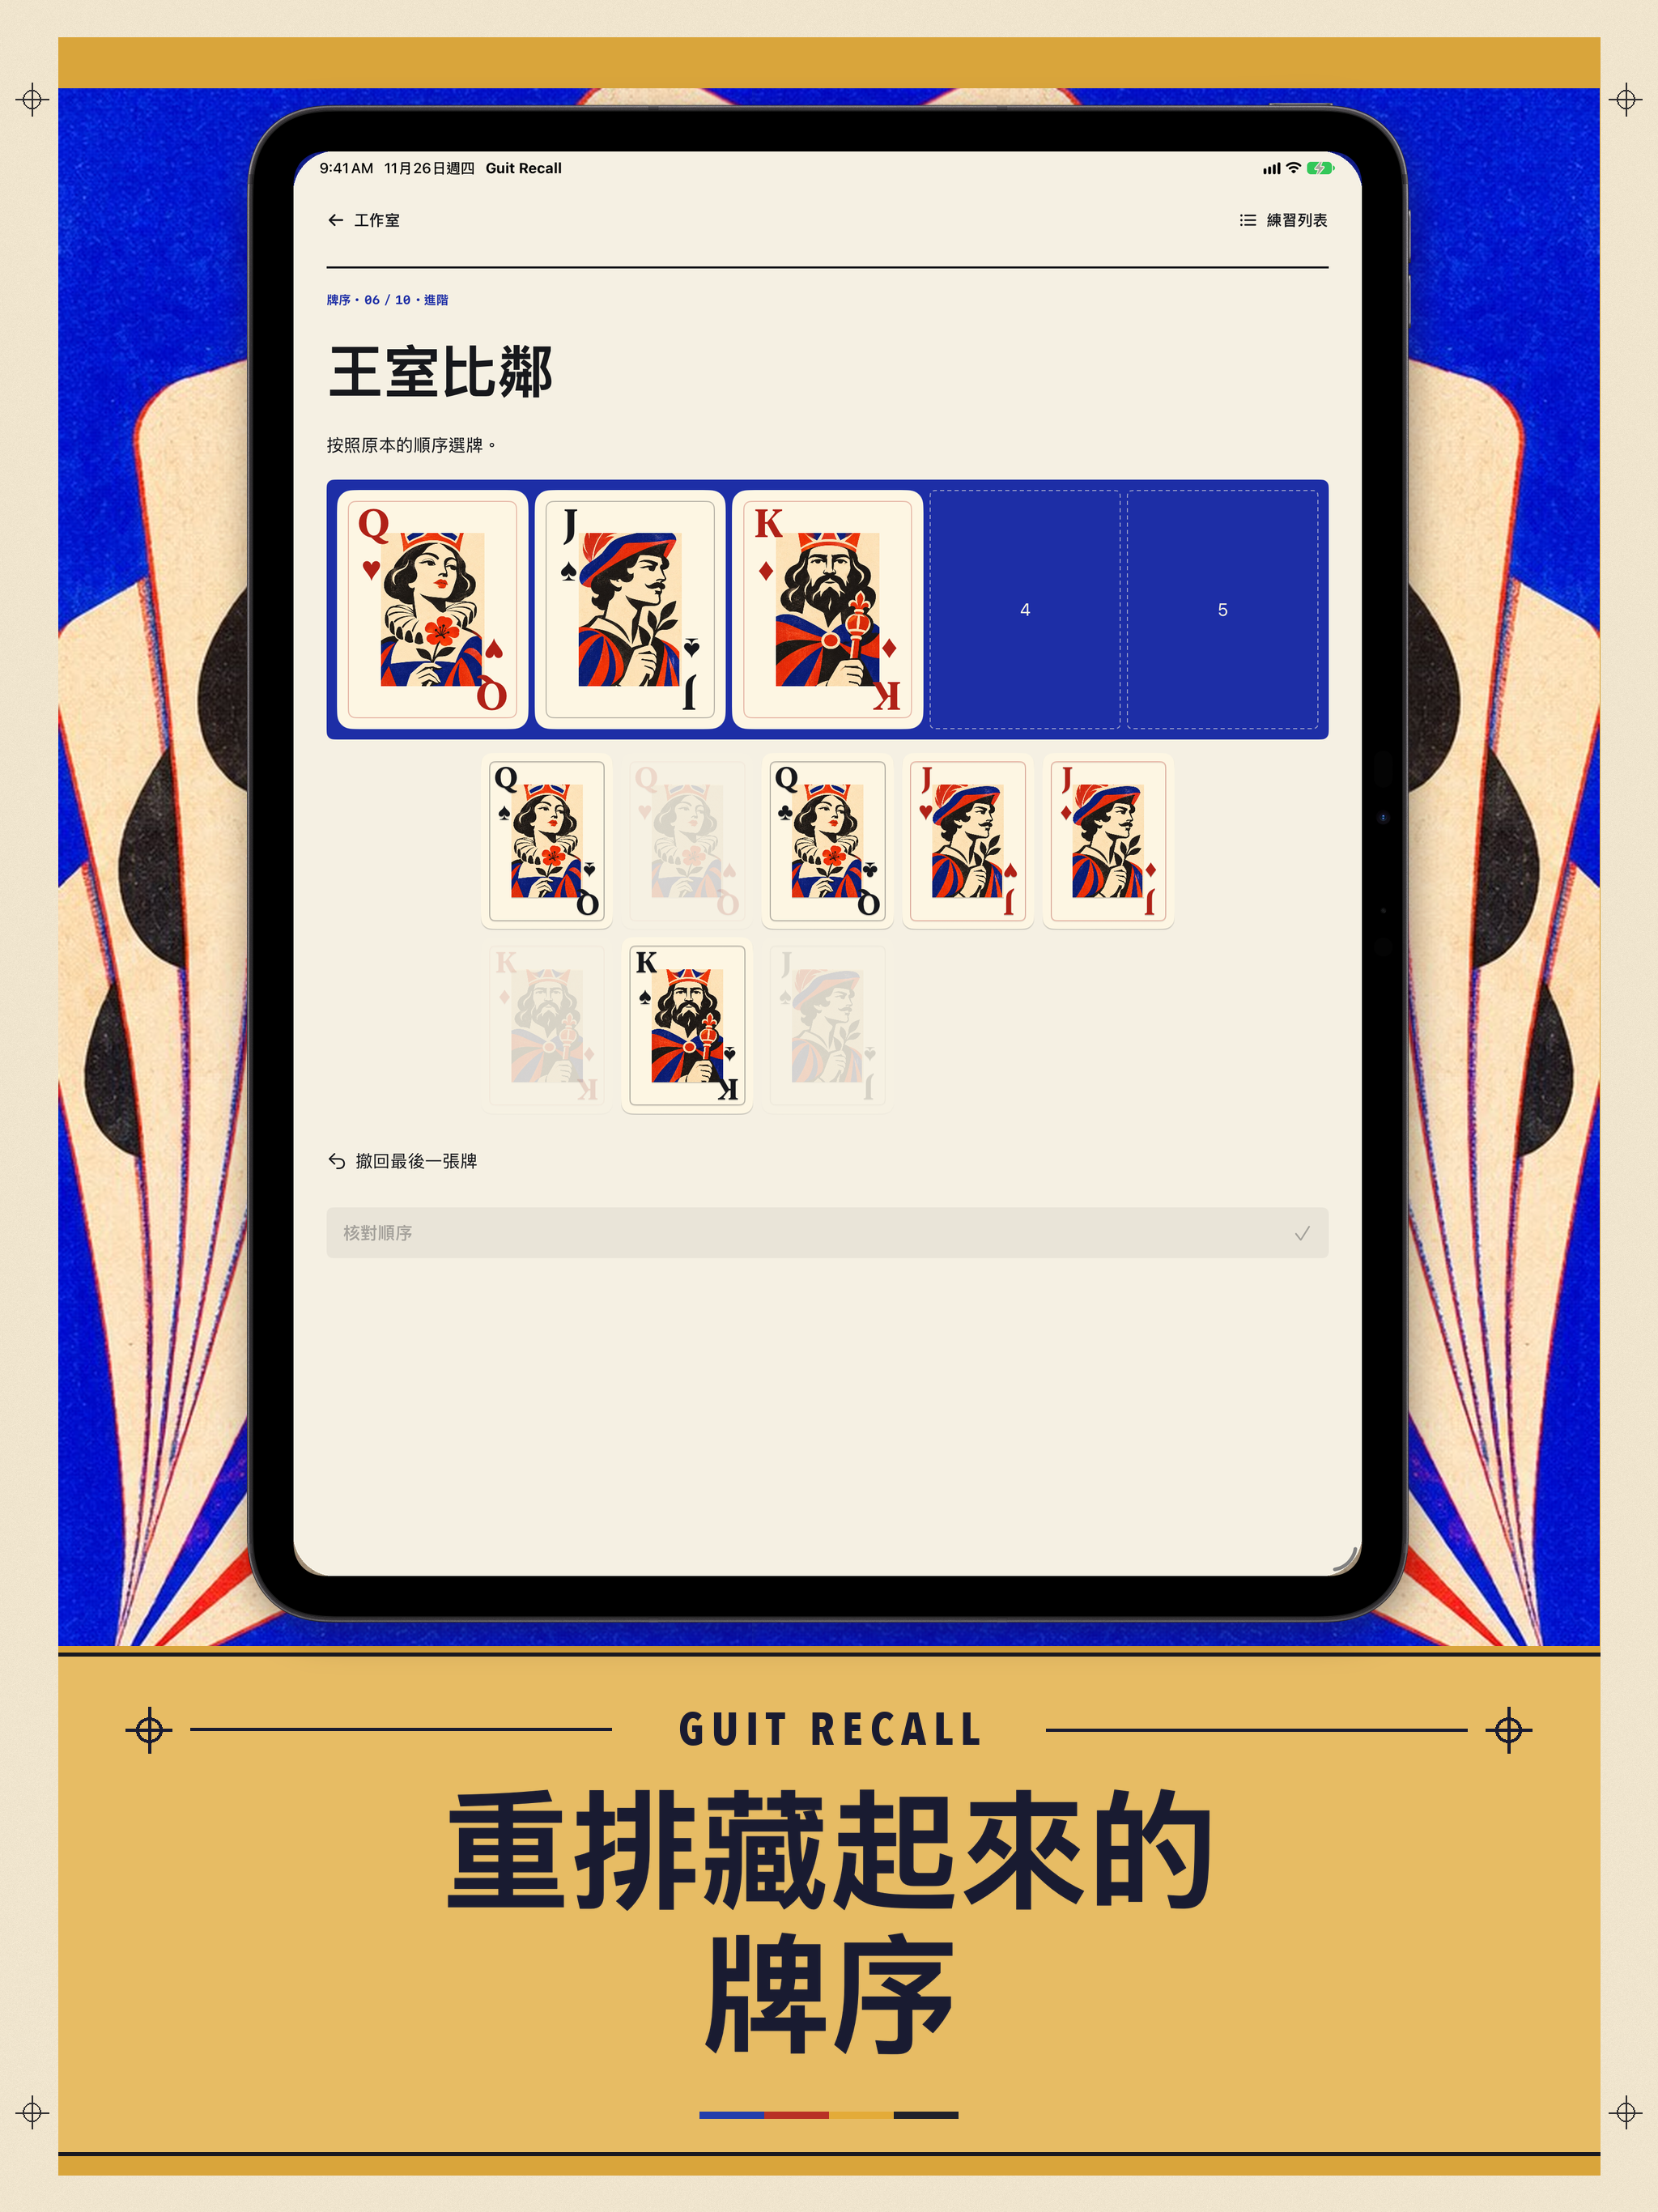 9:41 AM 11月26日週四 Guit Recall
工作室
練習列表
牌序・06 / 10・進階
王室比鄰
按照原本的順序選牌。
Q J K 4 5
Q J K
Q Q Q J J
Q Q Q J J
K K J
K K J
撤回最後一張牌
核對順序
GUIT RECALL
重排藏起來的
牌序